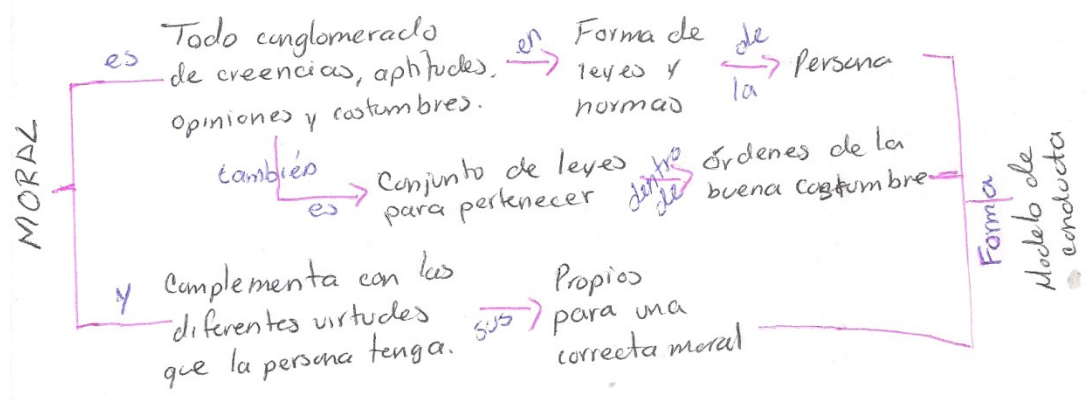 MORAL
es
Todo conglomerado
de creencias, aptitudes,
opiniones y costumbres.
en
Forma de
leyes y
normas
de
la
Persona
también
es
Conjunto de leyes
para pertenecer
dentro
de
órdenes de la
buena costumbre
y
Complementa con las
diferentes virtudes
que la persona tenga.
sus
Propios
para una
correcta moral
Forma
Modelo de
conducta